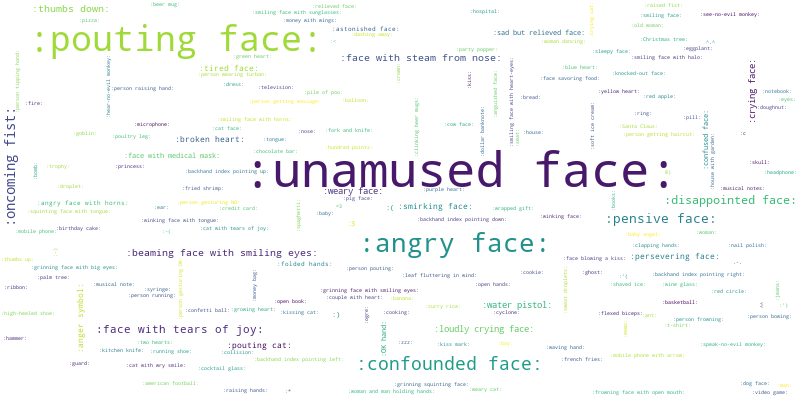 :beer mug:
:relieved face:
:thumbs down:
:smiling face with sunglasses:
:hospital:
:raised fist:
:smiling face:
:see-no-evil monkey:
:pizza:
:money with wings:
:old woman:
:pouting face:
:astonished face:
:sad but relieved face:
:Christmas tree:
:woman dancing:
^.^
:party popper:
:sleepy face:
:eggplant:
:green heart:
:face with steam from nose:
:smiling face with halo:
:tired face:
:person wearing turban:
:blue heart:
:knocked-out face:
:person tipping hand:
:hear-no-evil monkey:
:kiss:
:face savoring food:
:crying face:
:person raising hand:
:dress:
:television:
:pile of poo:
:smiling face with heart-eyes:
:yellow heart:
:red apple:
:notebook:
:fire:
:person getting massage:
:balloon:
:bread:
:doughnut:
:oncoming fist:
:clinking beer mugs:
:dollar banknote:
:soft ice cream:
:ring:
:pill:
:microphone:
:smiling face with horns:
:cow face:
:Santa Claus:
:confused face:
:goblin:
:poultry leg:
:cat face:
:nose:
:fork and knife:
:house:
:person getting haircut:
:broken heart:
:tongue:
:house with garden:
:chocolate bar:
:hundred points:
:face with medical mask:
:unamused face:
:skull:
:bomb:
:trophy:
:princess:
:backhand index pointing up:
:headphone:
:droplet:
:fried shrimp:
:weary face:
:purple heart:
:musical notes:
:angry face with horns:
:ear:
:person gesturing NO:
:pig face:
:books:
:disappointed face:
:squinting face with tongue:
:credit card:
:spaghetti:
<3
:(
:smirking face:
:wrapped gift:
:winking face with tongue:
:baby:
:backhand index pointing down:
:winking face:
:pensive face:
:mobile phone:
:birthday cake:
:cat with tears of joy:
:baby angel:
:woman:
:angry face:
:clapping hands:
:nail polish:
:beaming face with smiling eyes:
:persevering face:
:thumbs up:
:face blowing a kiss:
:grinning face with big eyes:
:folded hands:
:person pouting:
:leaf fluttering in mind:
:cookie:
:ghost:
:'(
:backhand index pointing right:
:palm tree:
:musical note:
:money bag:
:open hands:
:shaved ice:
:wine glass:
:jeans:
:ribbon:
:syringe:
:person running:
:grinning face with smiling eyes:
:red circle:
:sweat droplets:
:couple with heart:
:banana:
:basketball:
^^
:')
:open book:
:water pistol:
:high-heeled shoe:
:confetti ball:
:growing heart:
:kissing cat:
:)
:ogre:
:cooking:
:curry rice:
:cyclone:
:flexed biceps:
:person frowning:
:person bowing:
:anger symbol:
:face with tears of joy:
:loudly crying face:
:t-shirt:
:hammer:
:two hearts:
:pouting cat:
:OK hand:
:zzz:
:kiss mark:
:waving hand:
:speak-no-evil monkey:
:kitchen knife:
:running shoe:
:collision:
:backhand index pointing left:
:french fries:
:mobile phone with arrow:
:guard:
:cat with wry smile:
:cocktail glass:
:confounded face:
:american football:
:grinning squinting face:
:dog face:
:raising hands:
:woman and man holding hands:
:weary cat:
:frowning face with open mouth:
:video game: